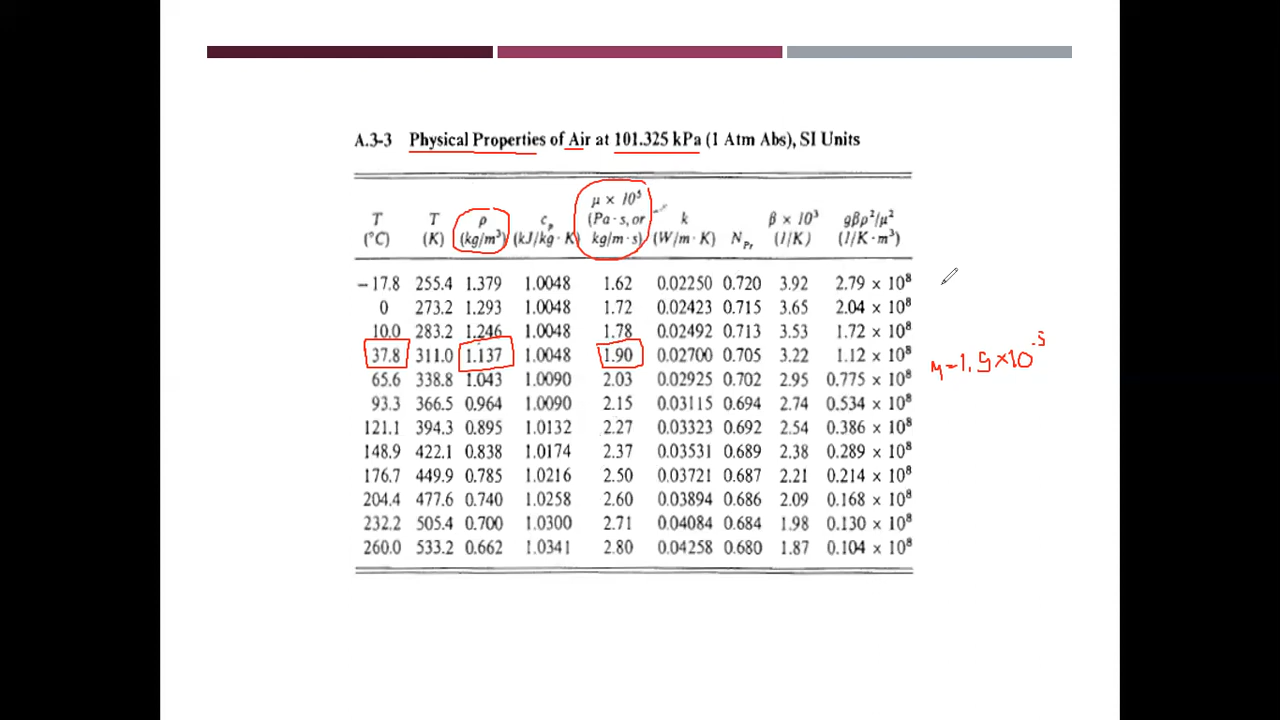 A.3-3 Physical Properties of Air at 101.325 kPa (1 Atm Abs), SI Units
T (°C) T (K) ρ (kg/m³) cp (kJ/kg · K) μ × 10⁵ (Pa · s, or kg/m · s) k (W/m · K) NPr β × 10³ (1/K) gβρ²/μ² (1/K · m³)
−17.8 255.4 1.379 1.0048 1.62 0.02250 0.720 3.92 2.79 × 10⁸
0 273.2 1.293 1.0048 1.72 0.02423 0.715 3.65 2.04 × 10⁸
10.0 283.2 1.246 1.0048 1.78 0.02492 0.713 3.53 1.72 × 10⁸
37.8 311.0 1.137 1.0048 1.90 0.02700 0.705 3.22 1.12 × 10⁸
μ=1.9×10⁻⁵
65.6 338.8 1.043 1.0090 2.03 0.02925 0.702 2.95 0.775 × 10⁸
93.3 366.5 0.964 1.0090 2.15 0.03115 0.694 2.74 0.534 × 10⁸
121.1 394.3 0.895 1.0132 2.27 0.03323 0.692 2.54 0.386 × 10⁸
148.9 422.1 0.838 1.0174 2.37 0.03531 0.689 2.38 0.289 × 10⁸
176.7 449.9 0.785 1.0216 2.50 0.03721 0.687 2.21 0.214 × 10⁸
204.4 477.6 0.740 1.0258 2.60 0.03894 0.686 2.09 0.168 × 10⁸
232.2 505.4 0.700 1.0300 2.71 0.04084 0.684 1.98 0.130 × 10⁸
260.0 533.2 0.662 1.0341 2.80 0.04258 0.680 1.87 0.104 × 10⁸